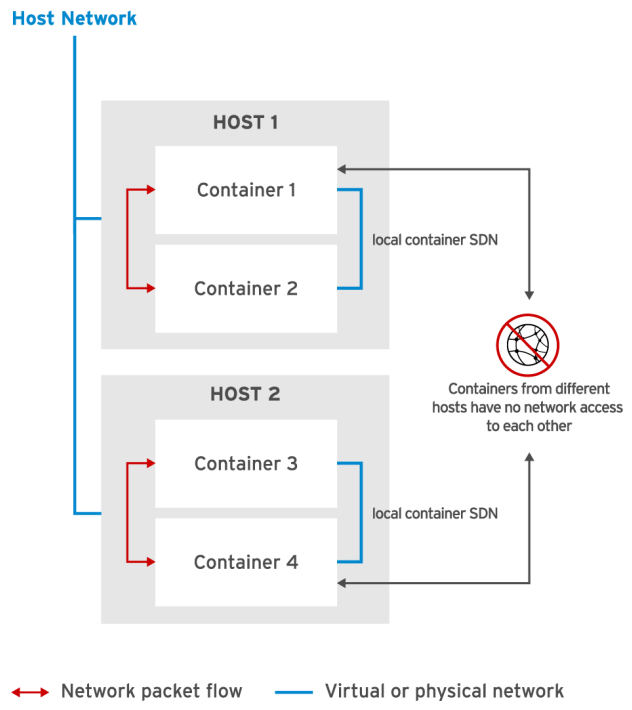 Host Network
HOST 1
Container 1
local container SDN
Container 2
Containers from different
hosts have no network access
to each other
HOST 2
Container 3
local container SDN
Container 4
Network packet flow
Virtual or physical network